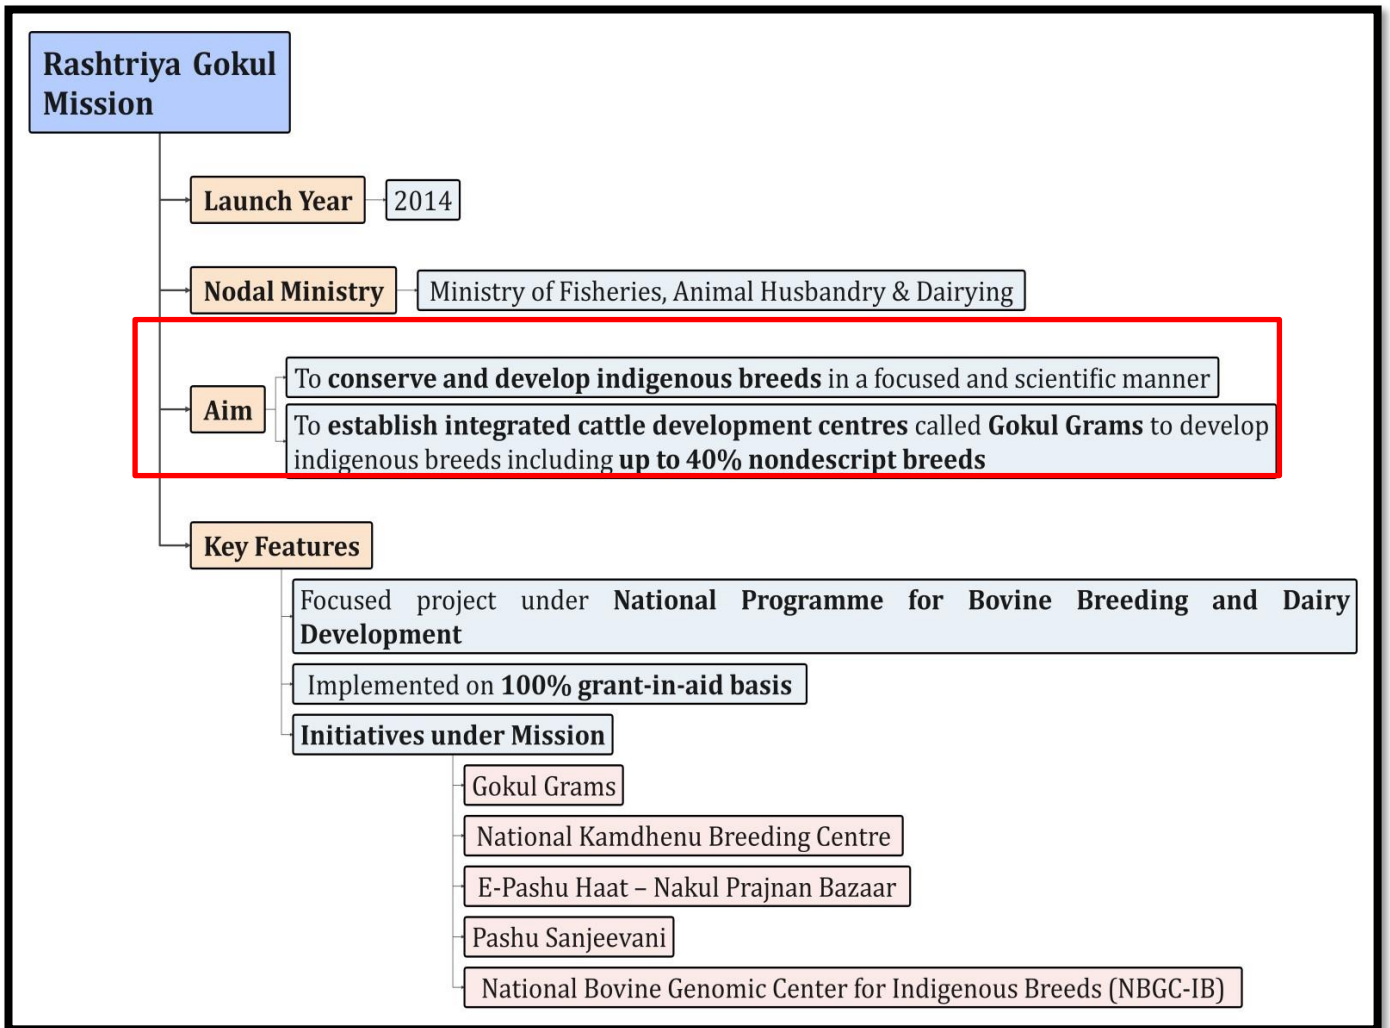 Rashtriya Gokul
Mission
Launch Year
2014
Nodal Ministry
Ministry of Fisheries, Animal Husbandry & Dairying
Aim
To conserve and develop indigenous breeds in a focused and scientific manner
To establish integrated cattle development centres called Gokul Grams to develop
indigenous breeds including up to 40% nondescript breeds
Key Features
Focused project under National Programme for Bovine Breeding and Dairy
Development
Implemented on 100% grant-in-aid basis
Initiatives under Mission
Gokul Grams
National Kamdhenu Breeding Centre
E-Pashu Haat – Nakul Prajnan Bazaar
Pashu Sanjeevani
National Bovine Genomic Center for Indigenous Breeds (NBGC-IB)